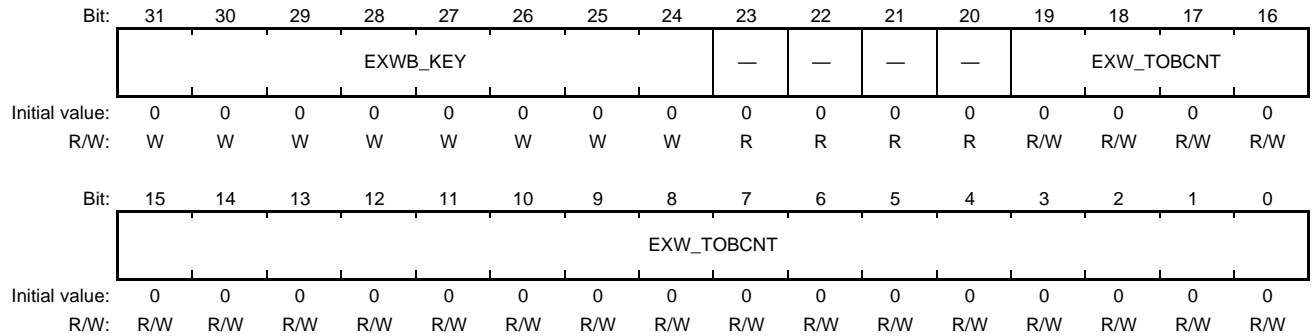 Bit: 31 30 29 28 27 26 25 24 23 22 21 20 19 18 17 16
EXWB_KEY — — — — EXW_TOBCNT
Initial value: 0 0 0 0 0 0 0 0 0 0 0 0 0 0 0 0
R/W: W W W W W W W W R R R R R/W R/W R/W R/W
Bit: 15 14 13 12 11 10 9 8 7 6 5 4 3 2 1 0
EXW_TOBCNT
Initial value: 0 0 0 0 0 0 0 0 0 0 0 0 0 0 0 0
R/W: R/W R/W R/W R/W R/W R/W R/W R/W R/W R/W R/W R/W R/W R/W R/W R/W